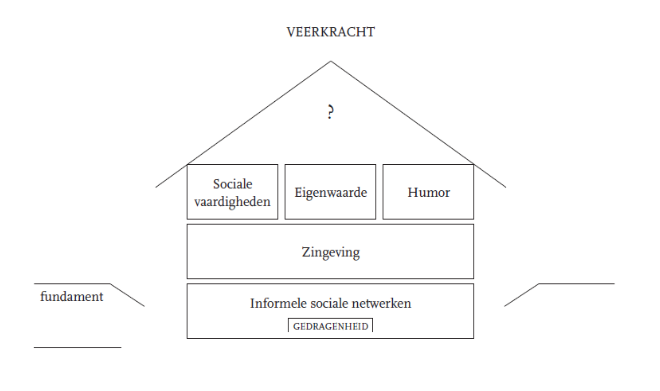 VEERKRACHT
?
Sociale
vaardigheden
Eigenwaarde
Humor
Zingeving
fundament
Informele sociale netwerken
GEDRAGENHEID